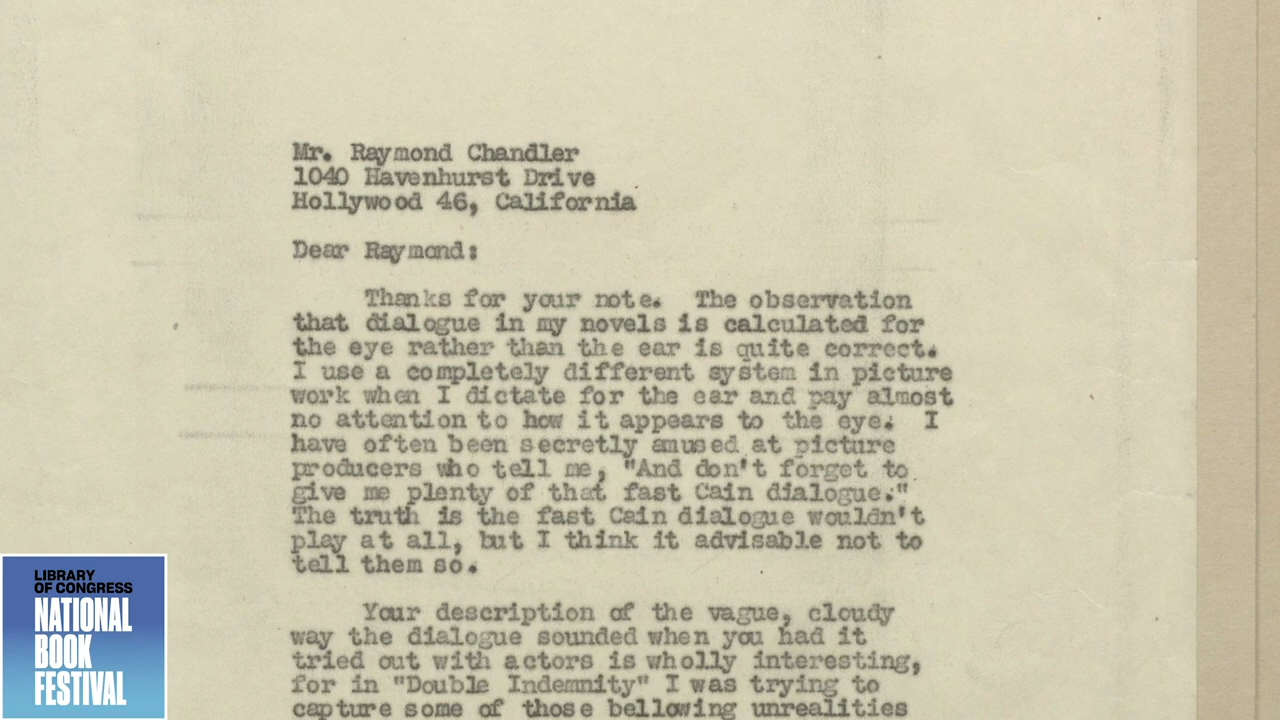 Mr. Raymond Chandler
1040 Havenhurst Drive
Hollywood 46, California
Dear Raymond:
Thanks for your note. The observation
that dialogue in my novels is calculated for
the eye rather than the ear is quite correct.
I use a completely different system in picture
work when I dictate for the ear and pay almost
no attention to how it appears to the eye. I
have often been secretly amused at picture
producers who tell me, "And don't forget to
give me plenty of that fast Cain dialogue."
The truth is the fast Cain dialogue wouldn't
play at all, but I think it advisable not to
tell them so.
Your description of the vague, cloudy
way the dialogue sounded when you had it
tried out with actors is wholly interesting,
for in "Double Indemnity" I was trying to
capture some of those bellowing unrealities
LIBRARY
OF CONGRESS
NATIONAL
BOOK
FESTIVAL